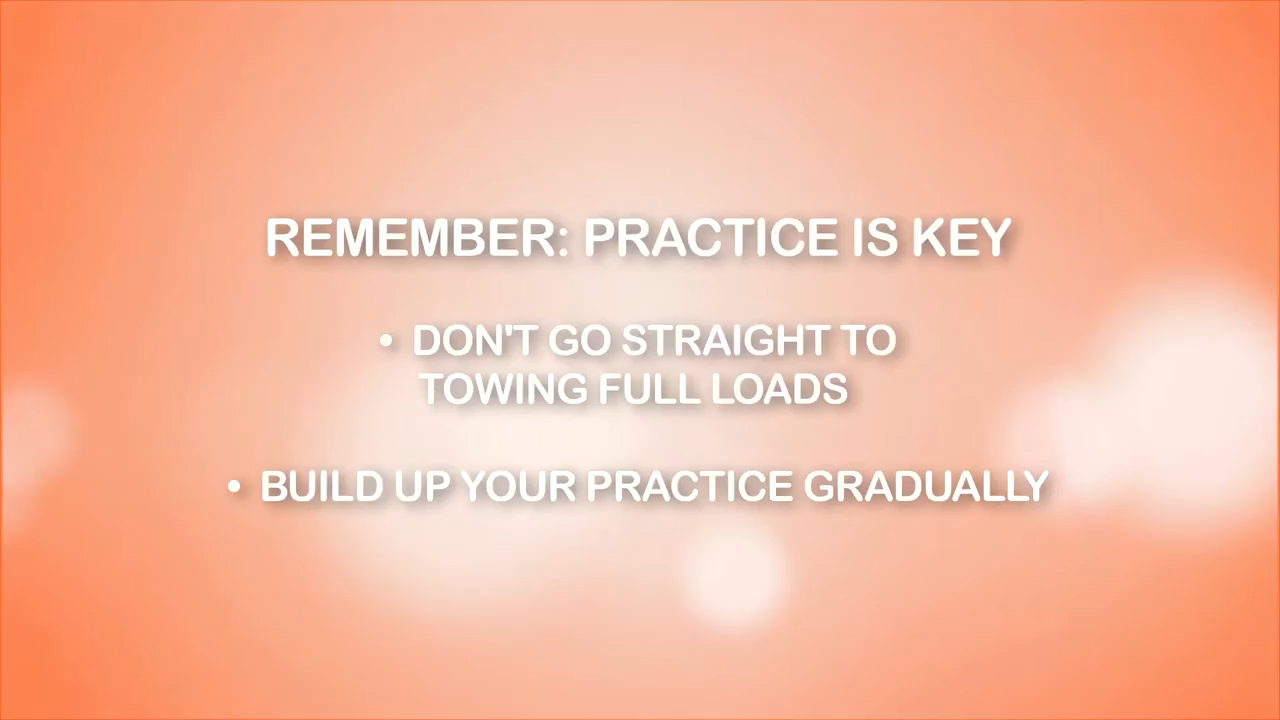 REMEMBER: PRACTICE IS KEY
• DON'T GO STRAIGHT TO
TOWING FULL LOADS
• BUILD UP YOUR PRACTICE GRADUALLY